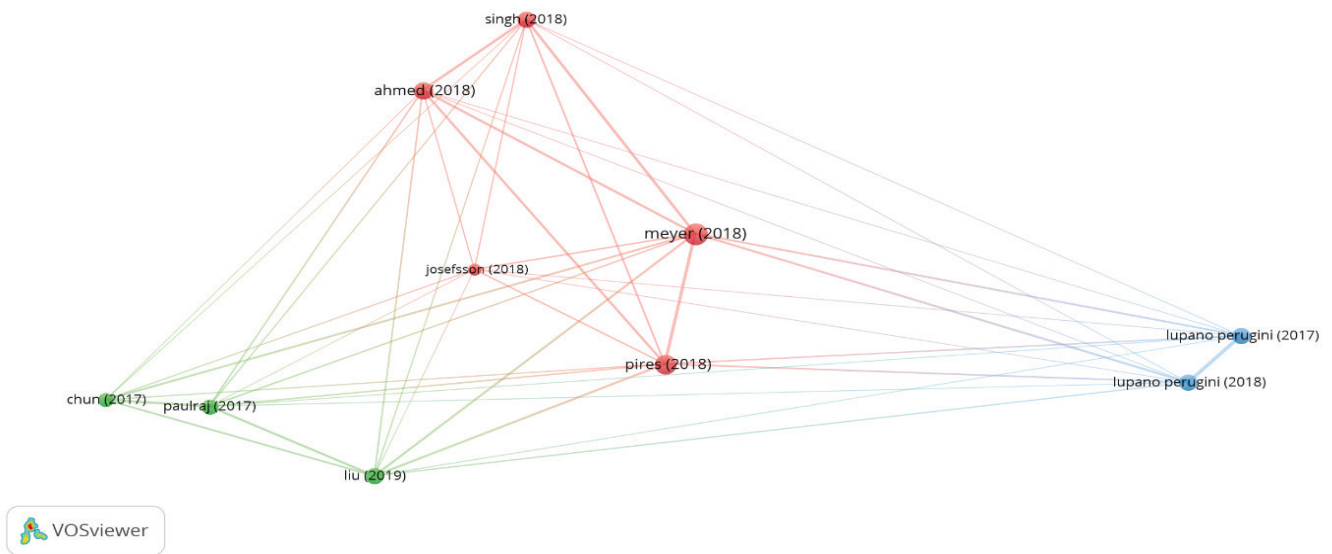 singh (2018)
ahmed (2018)
meyer (2018)
josefsson (2018)
lupano perugini (2017)
pires (2018)
lupano perugini (2018)
chun (2017)
paulraj (2017)
liu (2019)
VOSviewer